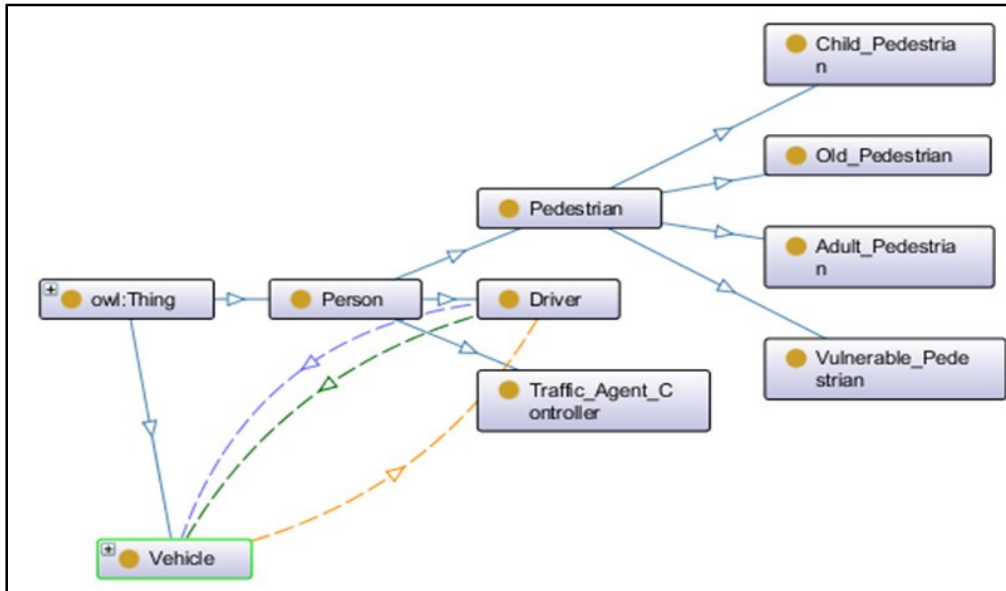 Child_Pedestria
n
Old_Pedestrian
Pedestrian
Adult_Pedestria
n
owl:Thing
Person
Driver
Vulnerable_Pede
strian
Traffic_Agent_C
ontroller
Vehicle